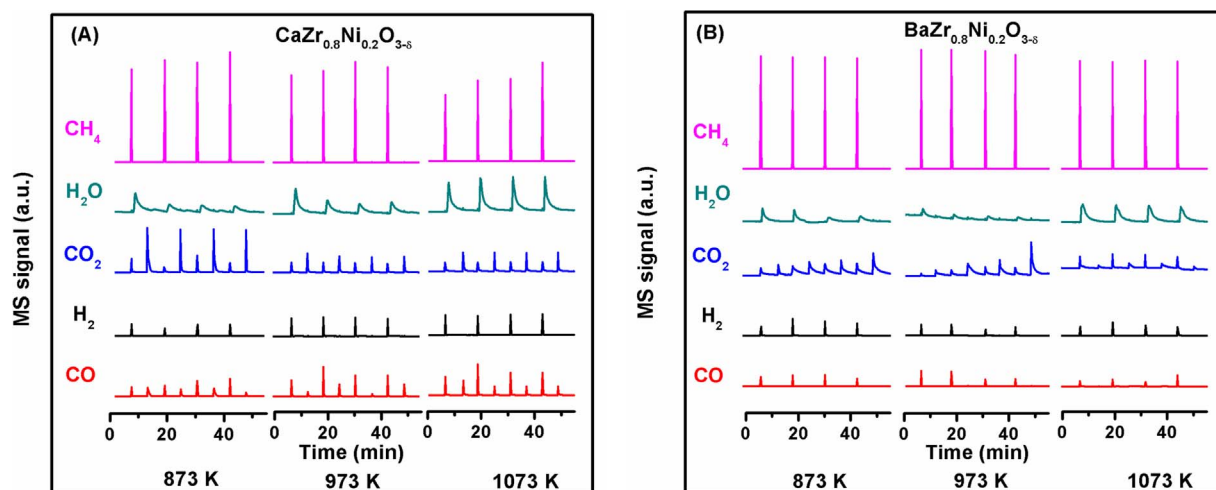 (A) CaZr0.8Ni0.2O3-δ
CH4
H2O
CO2
H2
CO
MS signal (a.u.)
0 20 40 0 20 40 0 20 40
Time (min)
873 K 973 K 1073 K
(B) BaZr0.8Ni0.2O3-δ
CH4
H2O
CO2
H2
CO
MS signal (a.u.)
0 20 40 0 20 40 0 20 40
Time (min)
873 K 973 K 1073 K